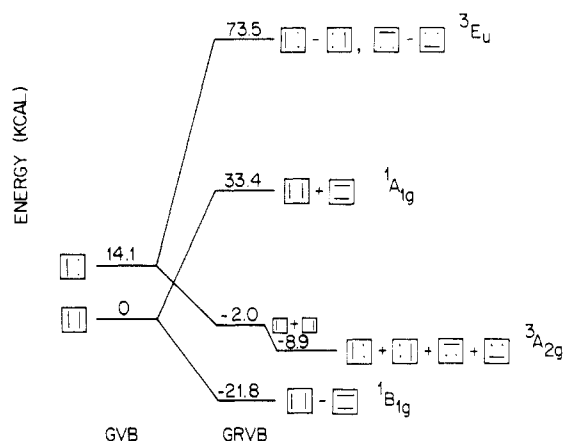 73.5
- , -
³Eᵤ
ENERGY (KCAL)
33.4
+
¹A₁g
14.1
0
-2.0
+
-8.9
+ + +
³A₂g
-21.8
-
¹B₁g
GVB GRVB